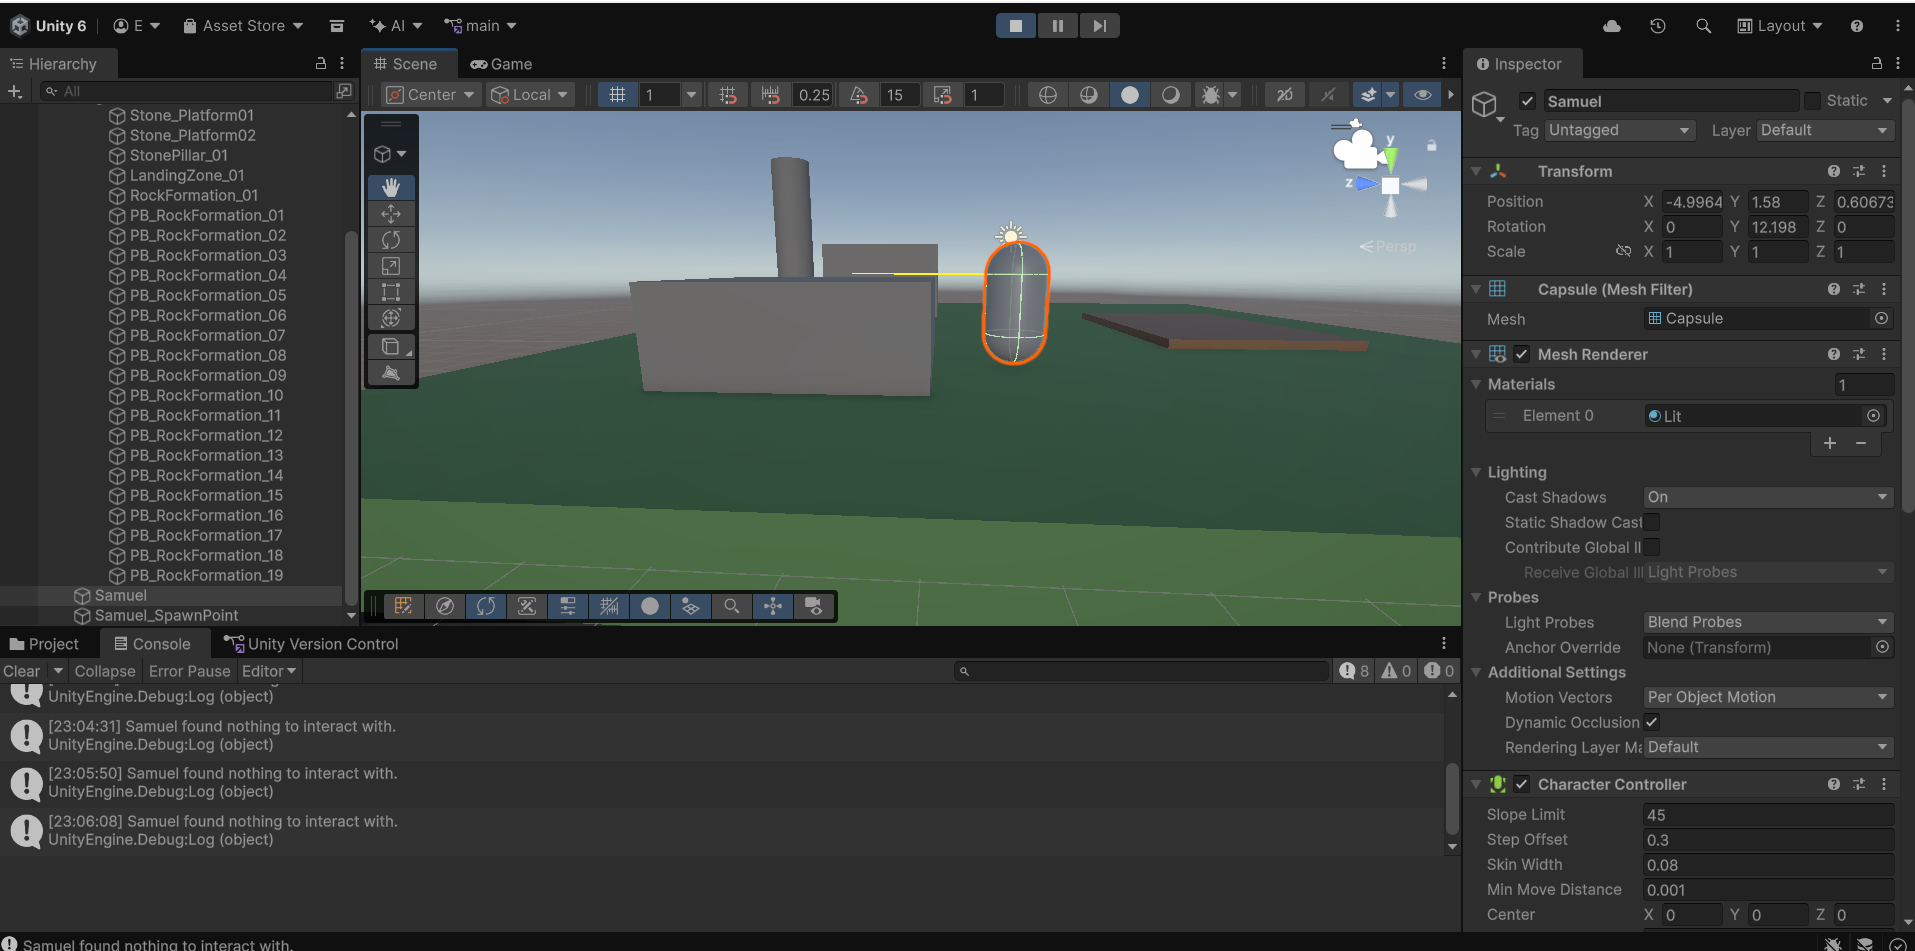 Unity 6 E Asset Store AI main Layout
Hierarchy
All
Stone_Platform01
Stone_Platform02
StonePillar_01
LandingZone_01
RockFormation_01
PB_RockFormation_01
PB_RockFormation_02
PB_RockFormation_03
PB_RockFormation_04
PB_RockFormation_05
PB_RockFormation_06
PB_RockFormation_07
PB_RockFormation_08
PB_RockFormation_09
PB_RockFormation_10
PB_RockFormation_11
PB_RockFormation_12
PB_RockFormation_13
PB_RockFormation_14
PB_RockFormation_15
PB_RockFormation_16
PB_RockFormation_17
PB_RockFormation_18
PB_RockFormation_19
Samuel
Samuel_SpawnPoint
Scene Game
Center Local 1 0.25 15 1 2D
y
z
Persp
Inspector
Samuel Static
Tag Untagged Layer Default
Transform
Position X -4.9964 Y 1.58 Z 0.60673
Rotation X 0 Y 12.198 Z 0
Scale X 1 Y 1 Z 1
Capsule (Mesh Filter)
Mesh Capsule
Mesh Renderer
Materials 1
Element 0 Lit
Lighting
Cast Shadows On
Static Shadow Cast
Contribute Global Il
Receive Global Ill Light Probes
Probes
Light Probes Blend Probes
Anchor Override None (Transform)
Additional Settings
Motion Vectors Per Object Motion
Dynamic Occlusion
Rendering Layer Ma Default
Character Controller
Slope Limit 45
Step Offset 0.3
Skin Width 0.08
Min Move Distance 0.001
Center X 0 Y 0 Z 0
Project Console Unity Version Control
Clear Collapse Error Pause Editor 8 0 0
UnityEngine.Debug:Log (object)
[23:04:31] Samuel found nothing to interact with.
UnityEngine.Debug:Log (object)
[23:05:50] Samuel found nothing to interact with.
UnityEngine.Debug:Log (object)
[23:06:08] Samuel found nothing to interact with.
UnityEngine.Debug:Log (object)
Samuel found nothing to interact with.